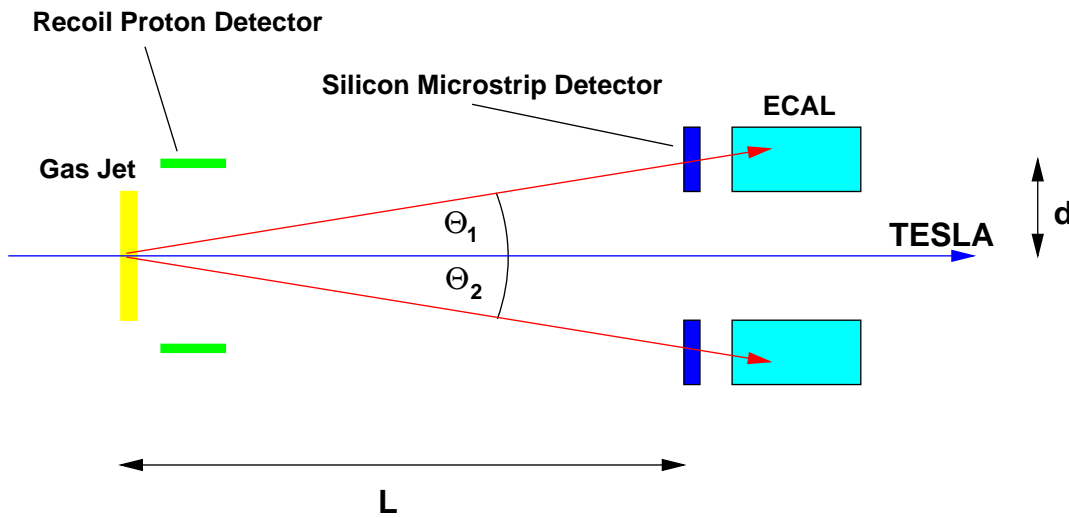 Recoil Proton Detector
Silicon Microstrip Detector
ECAL
Gas Jet
Θ1
d
TESLA
Θ2
L